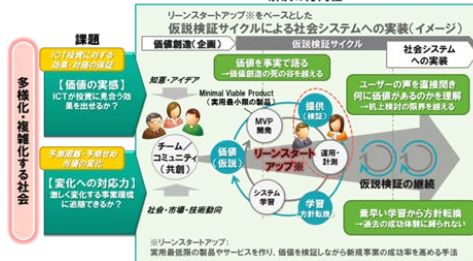 課題
ICT投資に対する
効果・対価の保証
【価値の実感】
ICTが投資に見合う効
果を出せるか?
多様化・複雑化する社会
予測困難・予期せぬ
市場の変化
【変化への対応力】
激しく変化する事業環境
に追随できるか?
リーンスタートアップ※をベースとした
仮説検証サイクルによる社会システムへの実装(イメージ)
価値創造(企画)
仮説検証サイクル
社会システム
への実装
価値を事実で語る
→価値創造の死の谷を越える
知恵・アイデア
Minimal Viable Product
(実用最小限の製品)
ユーザーの声を直接聞き
何に価値があるのかを理解
→机上検討の限界を越える
提供
(検証)
MVP
開発
チーム
コミュニティ
(共創)
価値
(仮説)
リーンスタート
アップ※
運用・
計測
仮説検証の継続
システム
学習
学習
方針転換
社会・市場・技術動向
素早い学習から方針転換
→過去の成功体験に縛られない
※リーンスタートアップ:
実用最低限の製品やサービスを作り、価値を検証しながら新規事業の成功率を高める手法